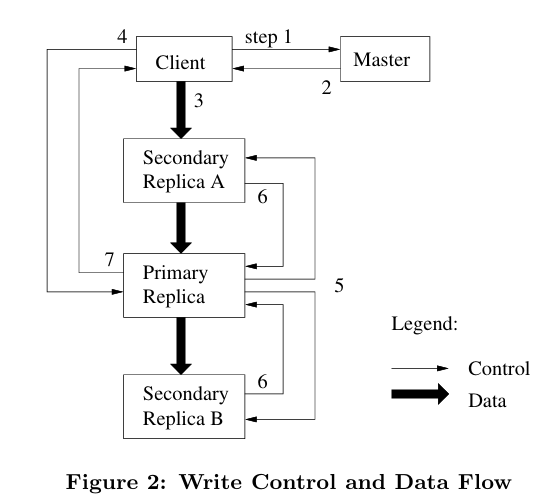 4
step 1
Client
Master
2
3
Secondary
Replica A
6
7
Primary
Replica
5
Legend:
Control
6
Secondary
Replica B
Data
Figure 2: Write Control and Data Flow